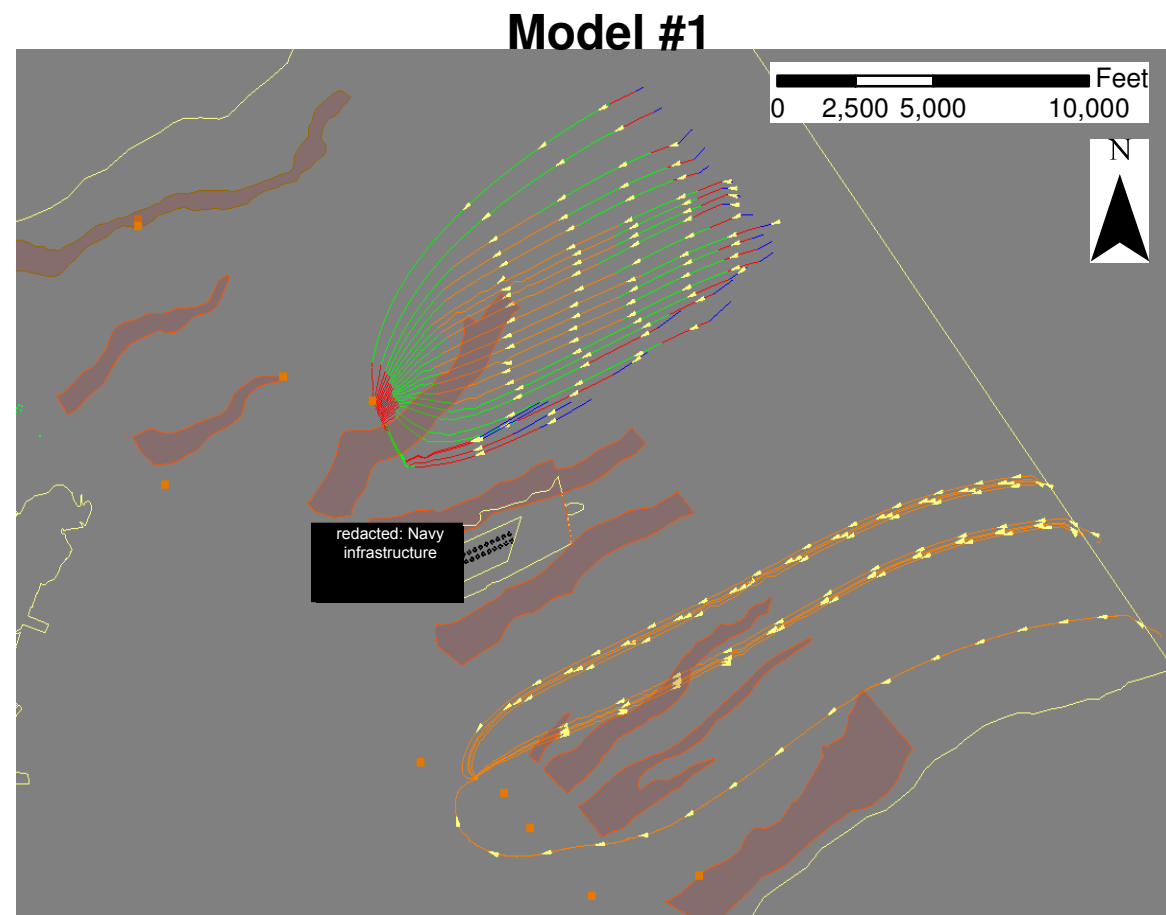 Model #1
Feet
0 2,500 5,000 10,000
N
redacted: Navy
infrastructure